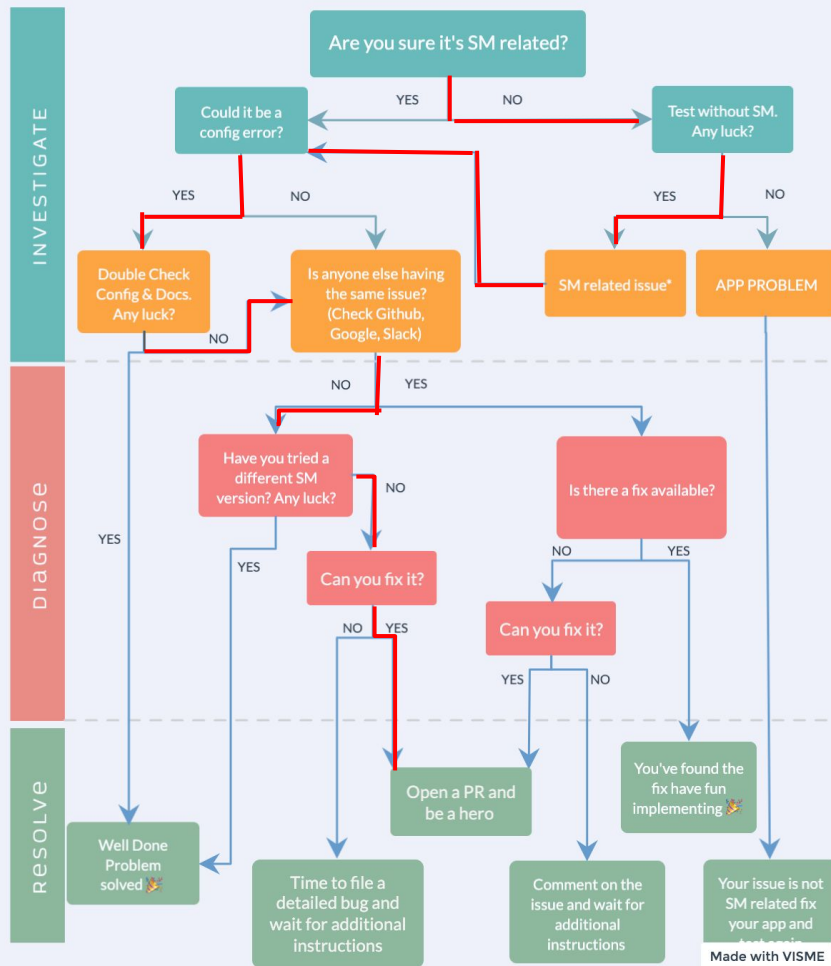 INVESTIGATE
Are you sure it's SM related?
YES
NO
Could it be a
config error?
Test without SM.
Any luck?
YES
NO
YES
NO
Double Check
Config & Docs.
Any luck?
Is anyone else having
the same issue?
(Check Github,
Google, Slack)
SM related issue*
APP PROBLEM
NO
DIaGNOSe
NO
YES
Have you tried a
different SM
version? Any luck?
Is there a fix available?
NO
YES
YES
NO
YES
Can you fix it?
Can you fix it?
NO
YES
YES
NO
ReSOLVe
Open a PR and
be a hero
You've found the
fix have fun
implementing 🎉
Well Done
Problem
solved 🎉
Time to file a
detailed bug and
wait for additional
instructions
Comment on the
issue and wait for
additional
instructions
Your issue is not
SM related fix
your app and
Made with VISME